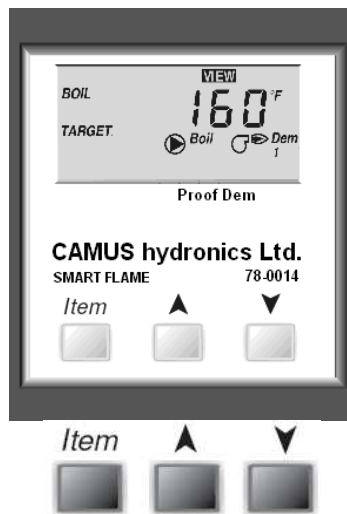 VIEW
BOIL 160 °F
TARGET Boil Dem
1
Proof Dem
CAMUS hydronics Ltd.
SMART FLAME 78-0014
Item
Item